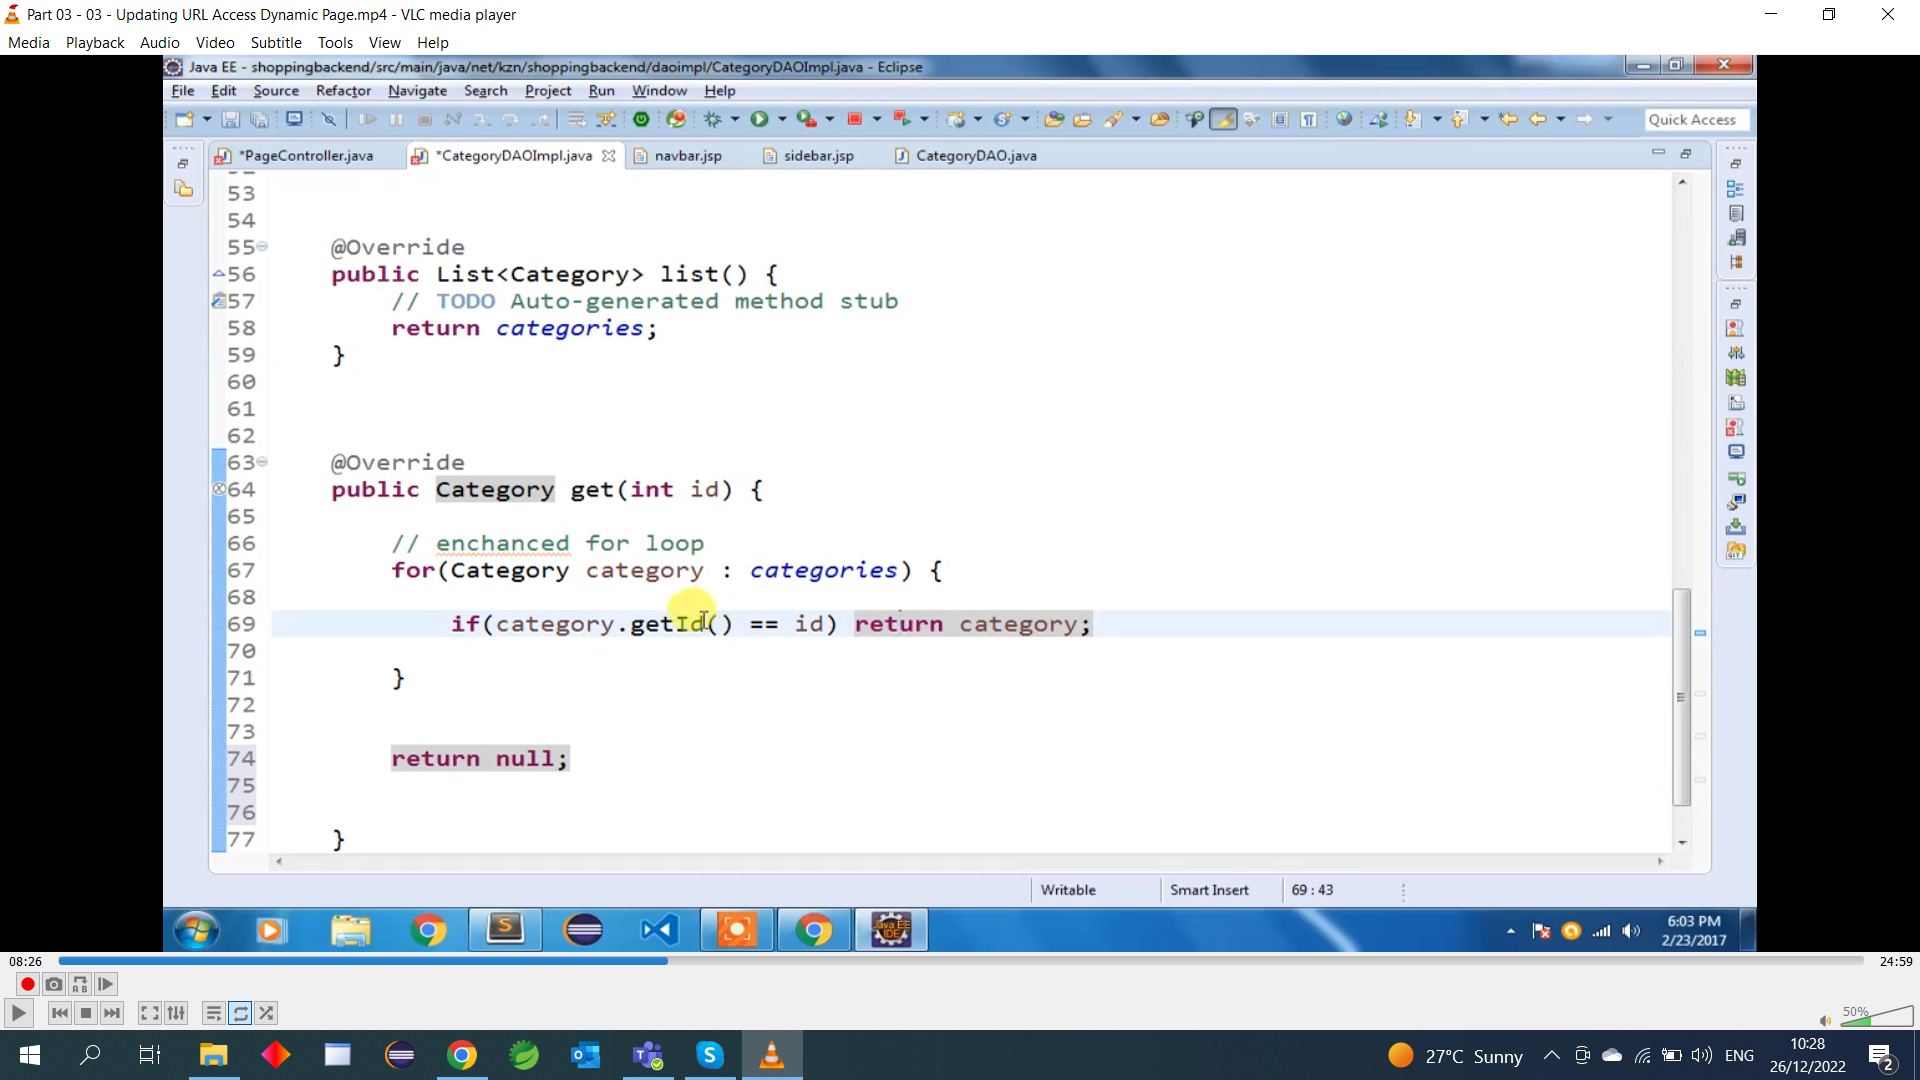 Part 03 - 03 - Updating URL Access Dynamic Page.mp4 - VLC media player
Media Playback Audio Video Subtitle Tools View Help
Java EE - shoppingbackend/src/main/java/net/kzn/shoppingbackend/daoimpl/CategoryDAOImpl.java - Eclipse
File Edit Source Refactor Navigate Search Project Run Window Help
Quick Access
*PageController.java *CategoryDAOImpl.java navbar.jsp sidebar.jsp CategoryDAO.java
53
54
55 @Override
56 public List<Category> list() {
57 // TODO Auto-generated method stub
58 return categories;
59 }
60
61
62
63 @Override
64 public Category get(int id) {
65
66 // enchanced for loop
67 for(Category category : categories) {
68
69 if(category.getId() == id) return category;
70
71 }
72
73
74 return null;
75
76
77 }
Writable Smart Insert 69 : 43
Java EE
IDE
6:03 PM
2/23/2017
08:26 24:59
50%
27°C Sunny ENG
10:28
26/12/2022
2